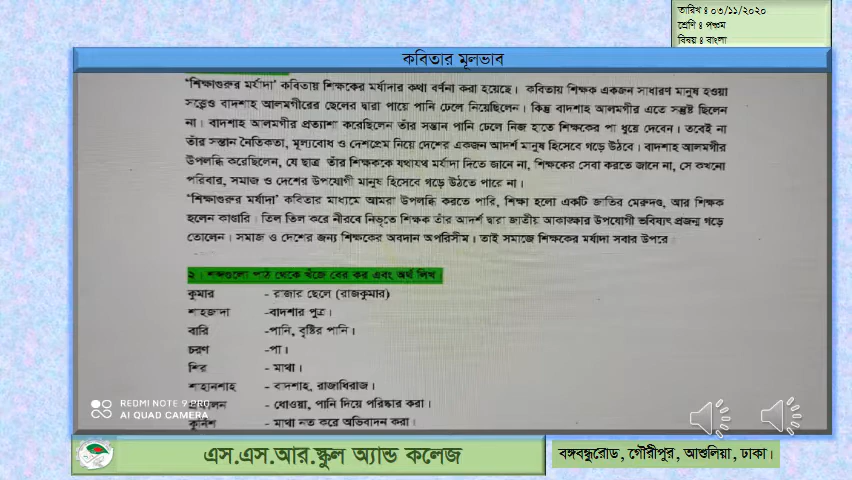 তারিখ ঃ ০৩/১১/২০২০
শ্রেণি ঃ পঞ্চম
বিষয় ঃ বাংলা
কবিতার মূলভাব
‘শিক্ষাগুরুর মর্যাদা’ কবিতায় শিক্ষকের মর্যাদার কথা বর্ণনা করা হয়েছে। কবিতায় শিক্ষক একজন সাধারণ মানুষ হওয়া
সত্ত্বেও বাদশাহ আলমগীরের ছেলের দ্বারা পায়ে পানি ঢেলে নিয়েছিলেন। কিন্তু বাদশাহ আলমগীর এতে সন্তুষ্ট ছিলেন
না। বাদশাহ আলমগীর প্রত্যাশা করেছিলেন তাঁর সন্তান পানি ঢেলে নিজ হাতে শিক্ষকের পা ধুয়ে দেবেন। তবেই না
তাঁর সন্তান নৈতিকতা, মূল্যবোধ ও দেশপ্রেম নিয়ে দেশের একজন আদর্শ মানুষ হিসেবে গড়ে উঠবে। বাদশাহ আলমগীর
উপলব্ধি করেছিলেন, যে ছাত্র তাঁর শিক্ষককে যথাযথ মর্যাদা দিতে জানে না, শিক্ষকের সেবা করতে জানে না, সে কখনো
পরিবার, সমাজ ও দেশের উপযোগী মানুষ হিসেবে গড়ে উঠতে পারে না।
‘শিক্ষাগুরুর মর্যাদা’ কবিতার মাধ্যমে আমরা উপলব্ধি করতে পারি, শিক্ষা হলো একটি জাতির মেরুদণ্ড, আর শিক্ষক
হলেন কাণ্ডারি। তিল তিল করে নীরবে নিভৃতে শিক্ষক তাঁর আদর্শ দ্বারা জাতীয় আকাঙ্ক্ষার উপযোগী ভবিষ্যৎ প্রজন্ম গড়ে
তোলেন। সমাজ ও দেশের জন্য শিক্ষকের অবদান অপরিসীম। তাই সমাজে শিক্ষকের মর্যাদা সবার উপরে
২। শব্দগুলো পাঠ থেকে খুঁজে বের কর এবং অর্থ লিখ।
কুমার - রাজার ছেলে (রাজকুমার)
শাহজাদা -বাদশার পুত্র।
বারি -পানি, বৃষ্টির পানি।
চরণ -পা।
শির - মাথা।
শাহানশাহ - বাদশাহ, রাজাধিরাজ।
- ধোওয়া, পানি দিয়ে পরিষ্কার করা।
কুর্নিশ - মাথা নত করে অভিবাদন করা।
REDMI NOTE 9 PRO
AI QUAD CAMERA
এস.এস.আর.স্কুল অ্যান্ড কলেজ
বঙ্গবন্ধুরোড, গৌরীপুর, আশুলিয়া, ঢাকা।